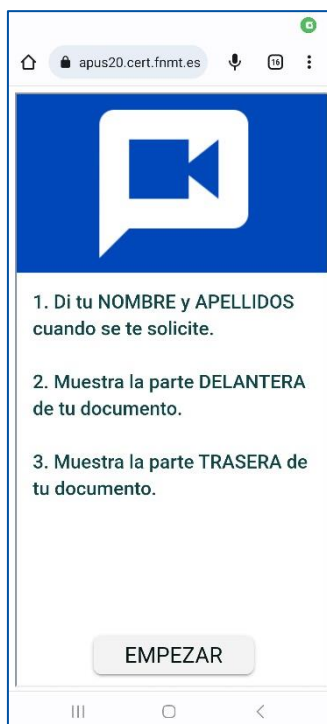 apus20.cert.fnmt.es
16
1. Di tu NOMBRE y APELLIDOS
cuando se te solicite.
2. Muestra la parte DELANTERA
de tu documento.
3. Muestra la parte TRASERA de
tu documento.
EMPEZAR